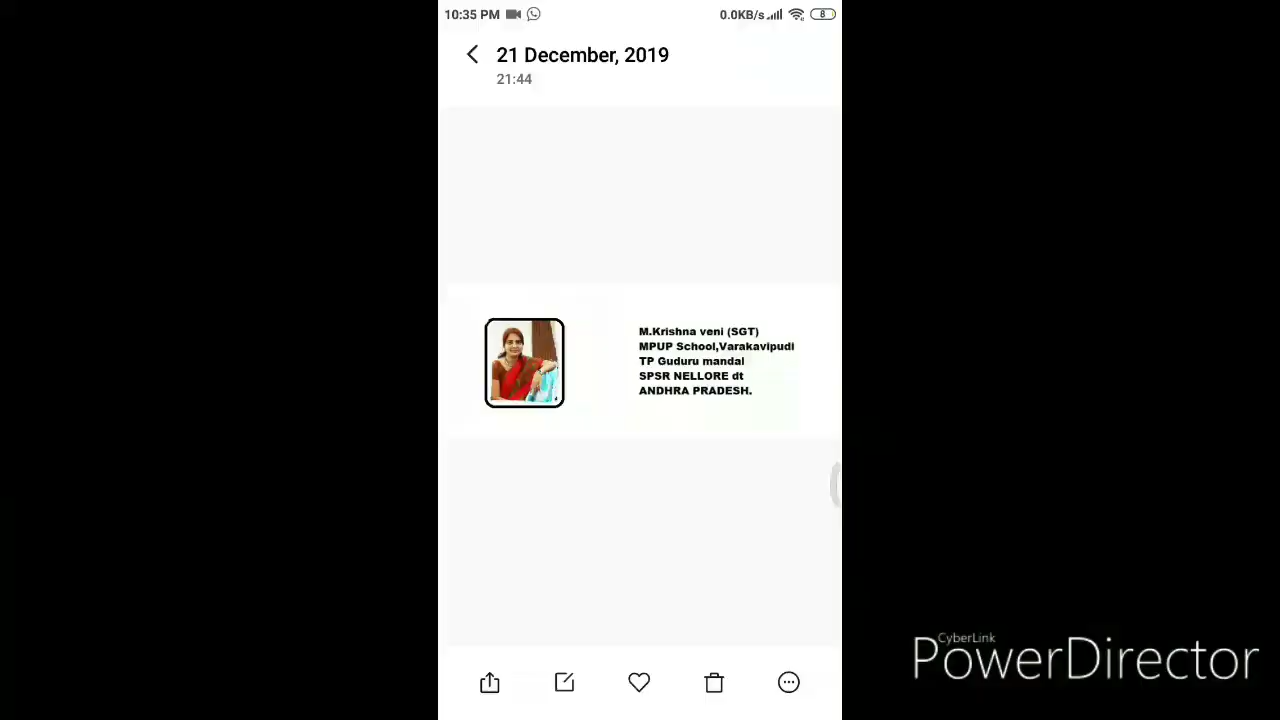 10:35 PM 0.0KB/s 8
21 December, 2019
21:44
M.Krishna veni (SGT)
MPUP School,Varakavipudi
TP Guduru mandal
SPSR NELLORE dt
ANDHRA PRADESH.
CyberLink
PowerDirector